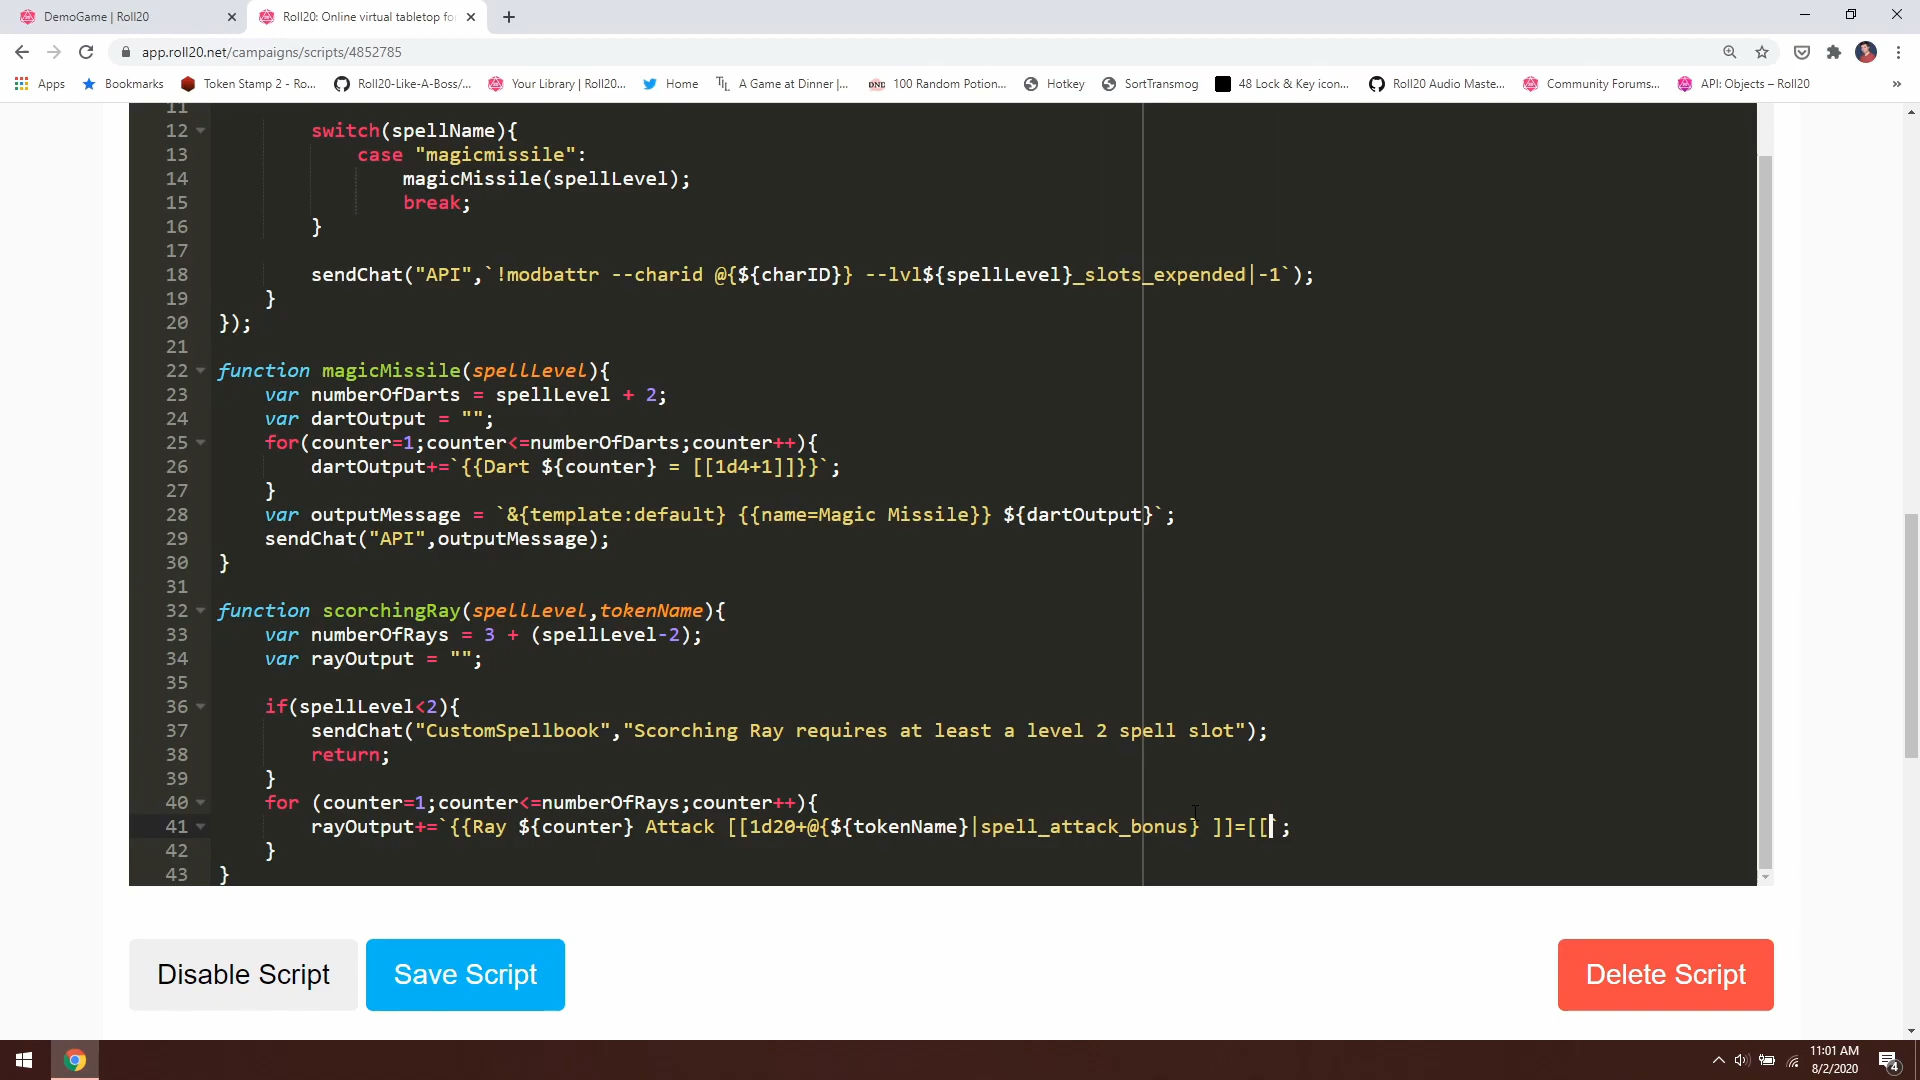 DemoGame | Roll20
Roll20: Online virtual tabletop fo
app.roll20.net/campaigns/scripts/4852785
Apps
Bookmarks
Token Stamp 2 - Ro...
Roll20-Like-A-Boss/...
Your Library | Roll20...
Home
A Game at Dinner |...
100 Random Potion...
Hotkey
SortTransmog
48 Lock & Key icon...
Roll20 Audio Maste...
Community Forums...
API: Objects – Roll20
»
11
12 switch(spellName){
13 case "magicmissile":
14 magicMissile(spellLevel);
15 break;
16 }
17
18 sendChat("API",`!modbattr --charid @{${charID}} --lvl${spellLevel}_slots_expended|-1`);
19 }
20 });
21
22 function magicMissile(spellLevel){
23 var numberOfDarts = spellLevel + 2;
24 var dartOutput = "";
25 for(counter=1;counter<=numberOfDarts;counter++){
26 dartOutput+=`{{Dart ${counter} = [[1d4+1]]}}`;
27 }
28 var outputMessage = `&{template:default} {{name=Magic Missile}} ${dartOutput}`;
29 sendChat("API",outputMessage);
30 }
31
32 function scorchingRay(spellLevel,tokenName){
33 var numberOfRays = 3 + (spellLevel-2);
34 var rayOutput = "";
35
36 if(spellLevel<2){
37 sendChat("CustomSpellbook","Scorching Ray requires at least a level 2 spell slot");
38 return;
39 }
40 for (counter=1;counter<=numberOfRays;counter++){
41 rayOutput+=`{{Ray ${counter} Attack [[1d20+@{${tokenName}|spell_attack_bonus} ]]=[[`;
42 }
43 }
Disable Script
Save Script
Delete Script
11:01 AM
8/2/2020
4